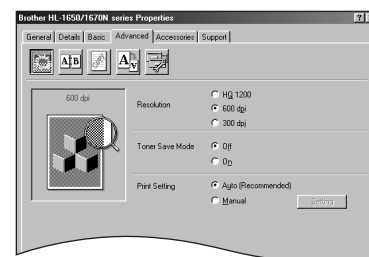 Brother HL-1650/1670N series Properties ?
General Details Basic Advanced Accessories Support
A B A
600 dpi
Resolution
HQ 1200
600 dpi
300 dpi
Toner Save Mode
Off
On
Print Setting
Auto (Recommended)
Manual
Setting